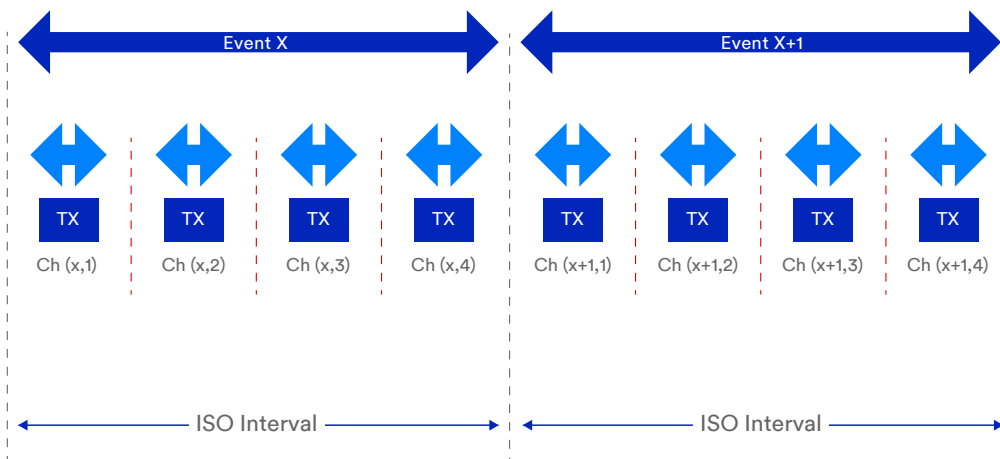 Event X
Event X+1
TX
TX
TX
TX
TX
TX
TX
TX
Ch (x,1)
Ch (x,2)
Ch (x,3)
Ch (x,4)
Ch (x+1,1)
Ch (x+1,2)
Ch (x+1,3)
Ch (x+1,4)
ISO Interval
ISO Interval